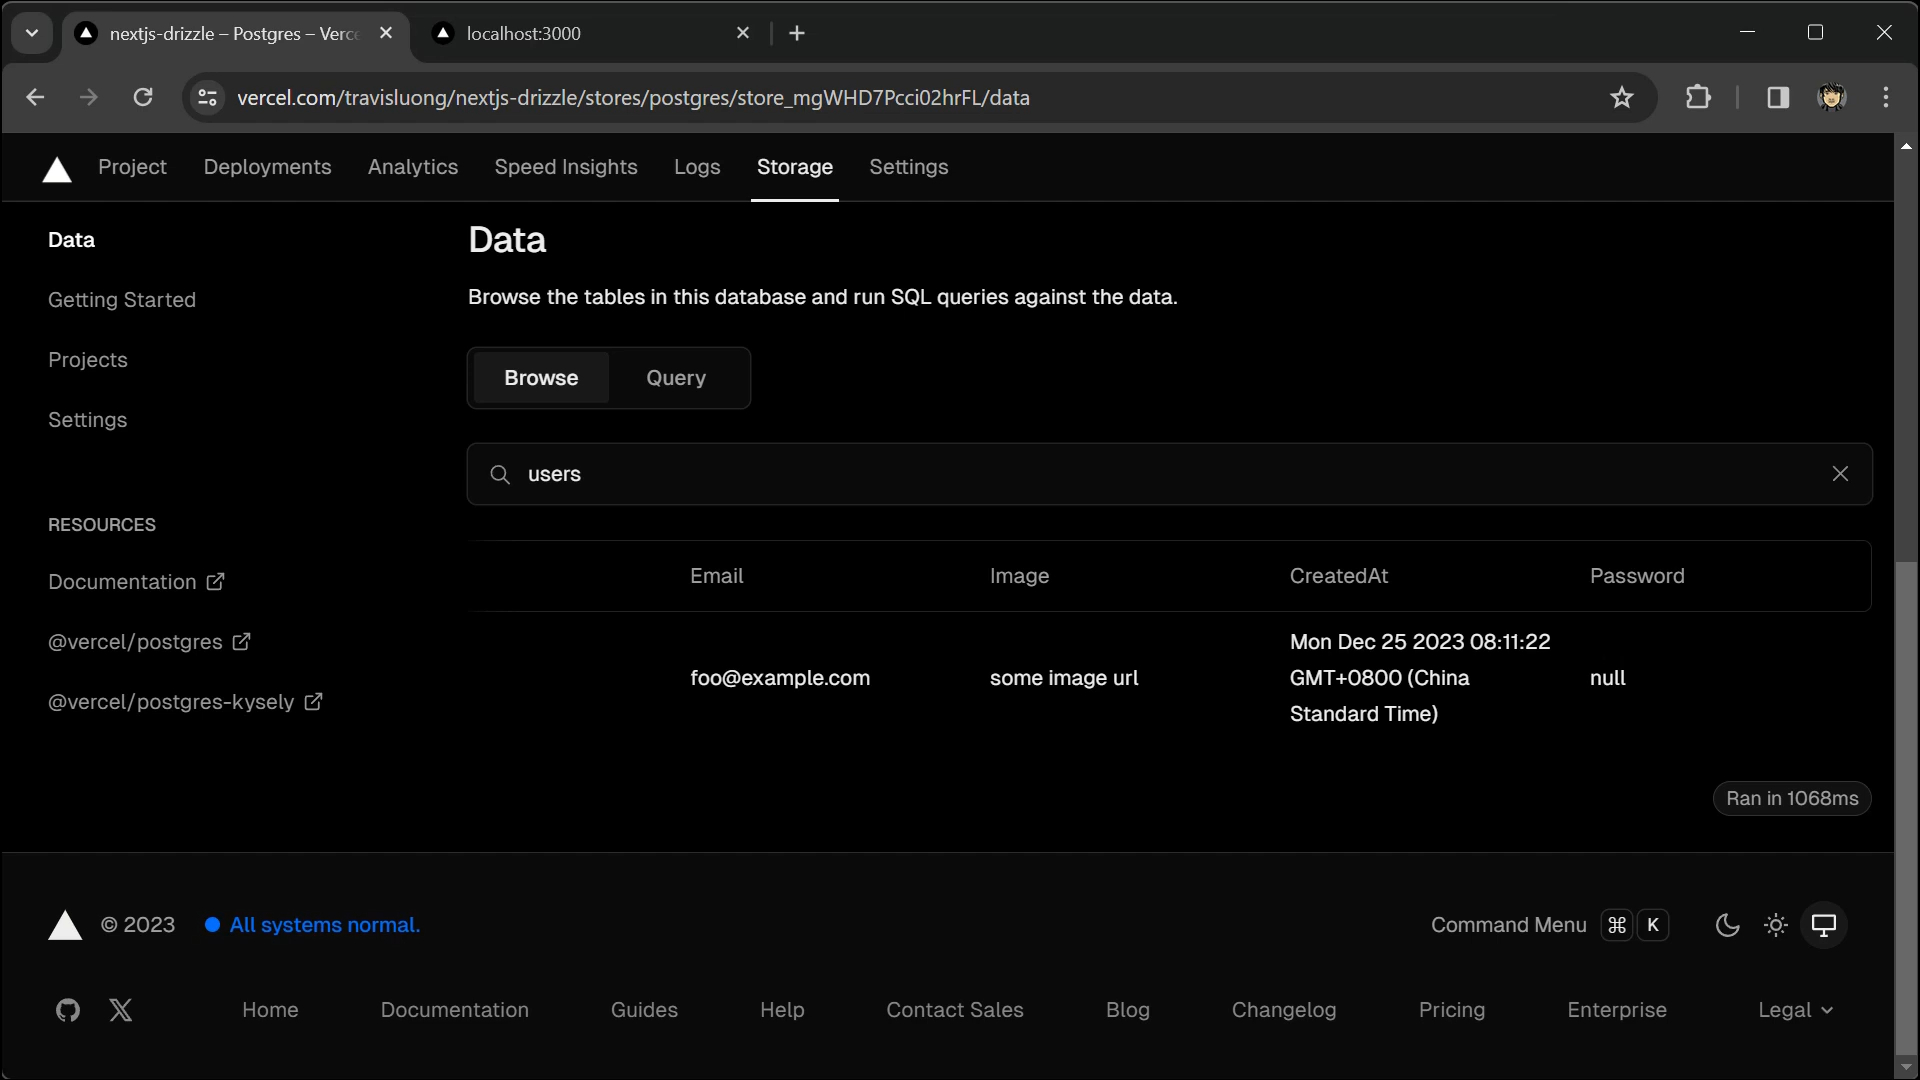 nextjs-drizzle – Postgres – Verc
localhost:3000
vercel.com/travisluong/nextjs-drizzle/stores/postgres/store_mgWHD7Pcci02hrFL/data
Project Deployments Analytics Speed Insights Logs Storage Settings
Data
Getting Started
Projects
Settings
RESOURCES
Documentation
@vercel/postgres
@vercel/postgres-kysely
Data
Browse the tables in this database and run SQL queries against the data.
Browse Query
users
Email Image CreatedAt Password
foo@example.com some image url Mon Dec 25 2023 08:11:22
GMT+0800 (China
Standard Time) null
Ran in 1068ms
© 2023 All systems normal. Command Menu ⌘ K
Home Documentation Guides Help Contact Sales Blog Changelog Pricing Enterprise Legal